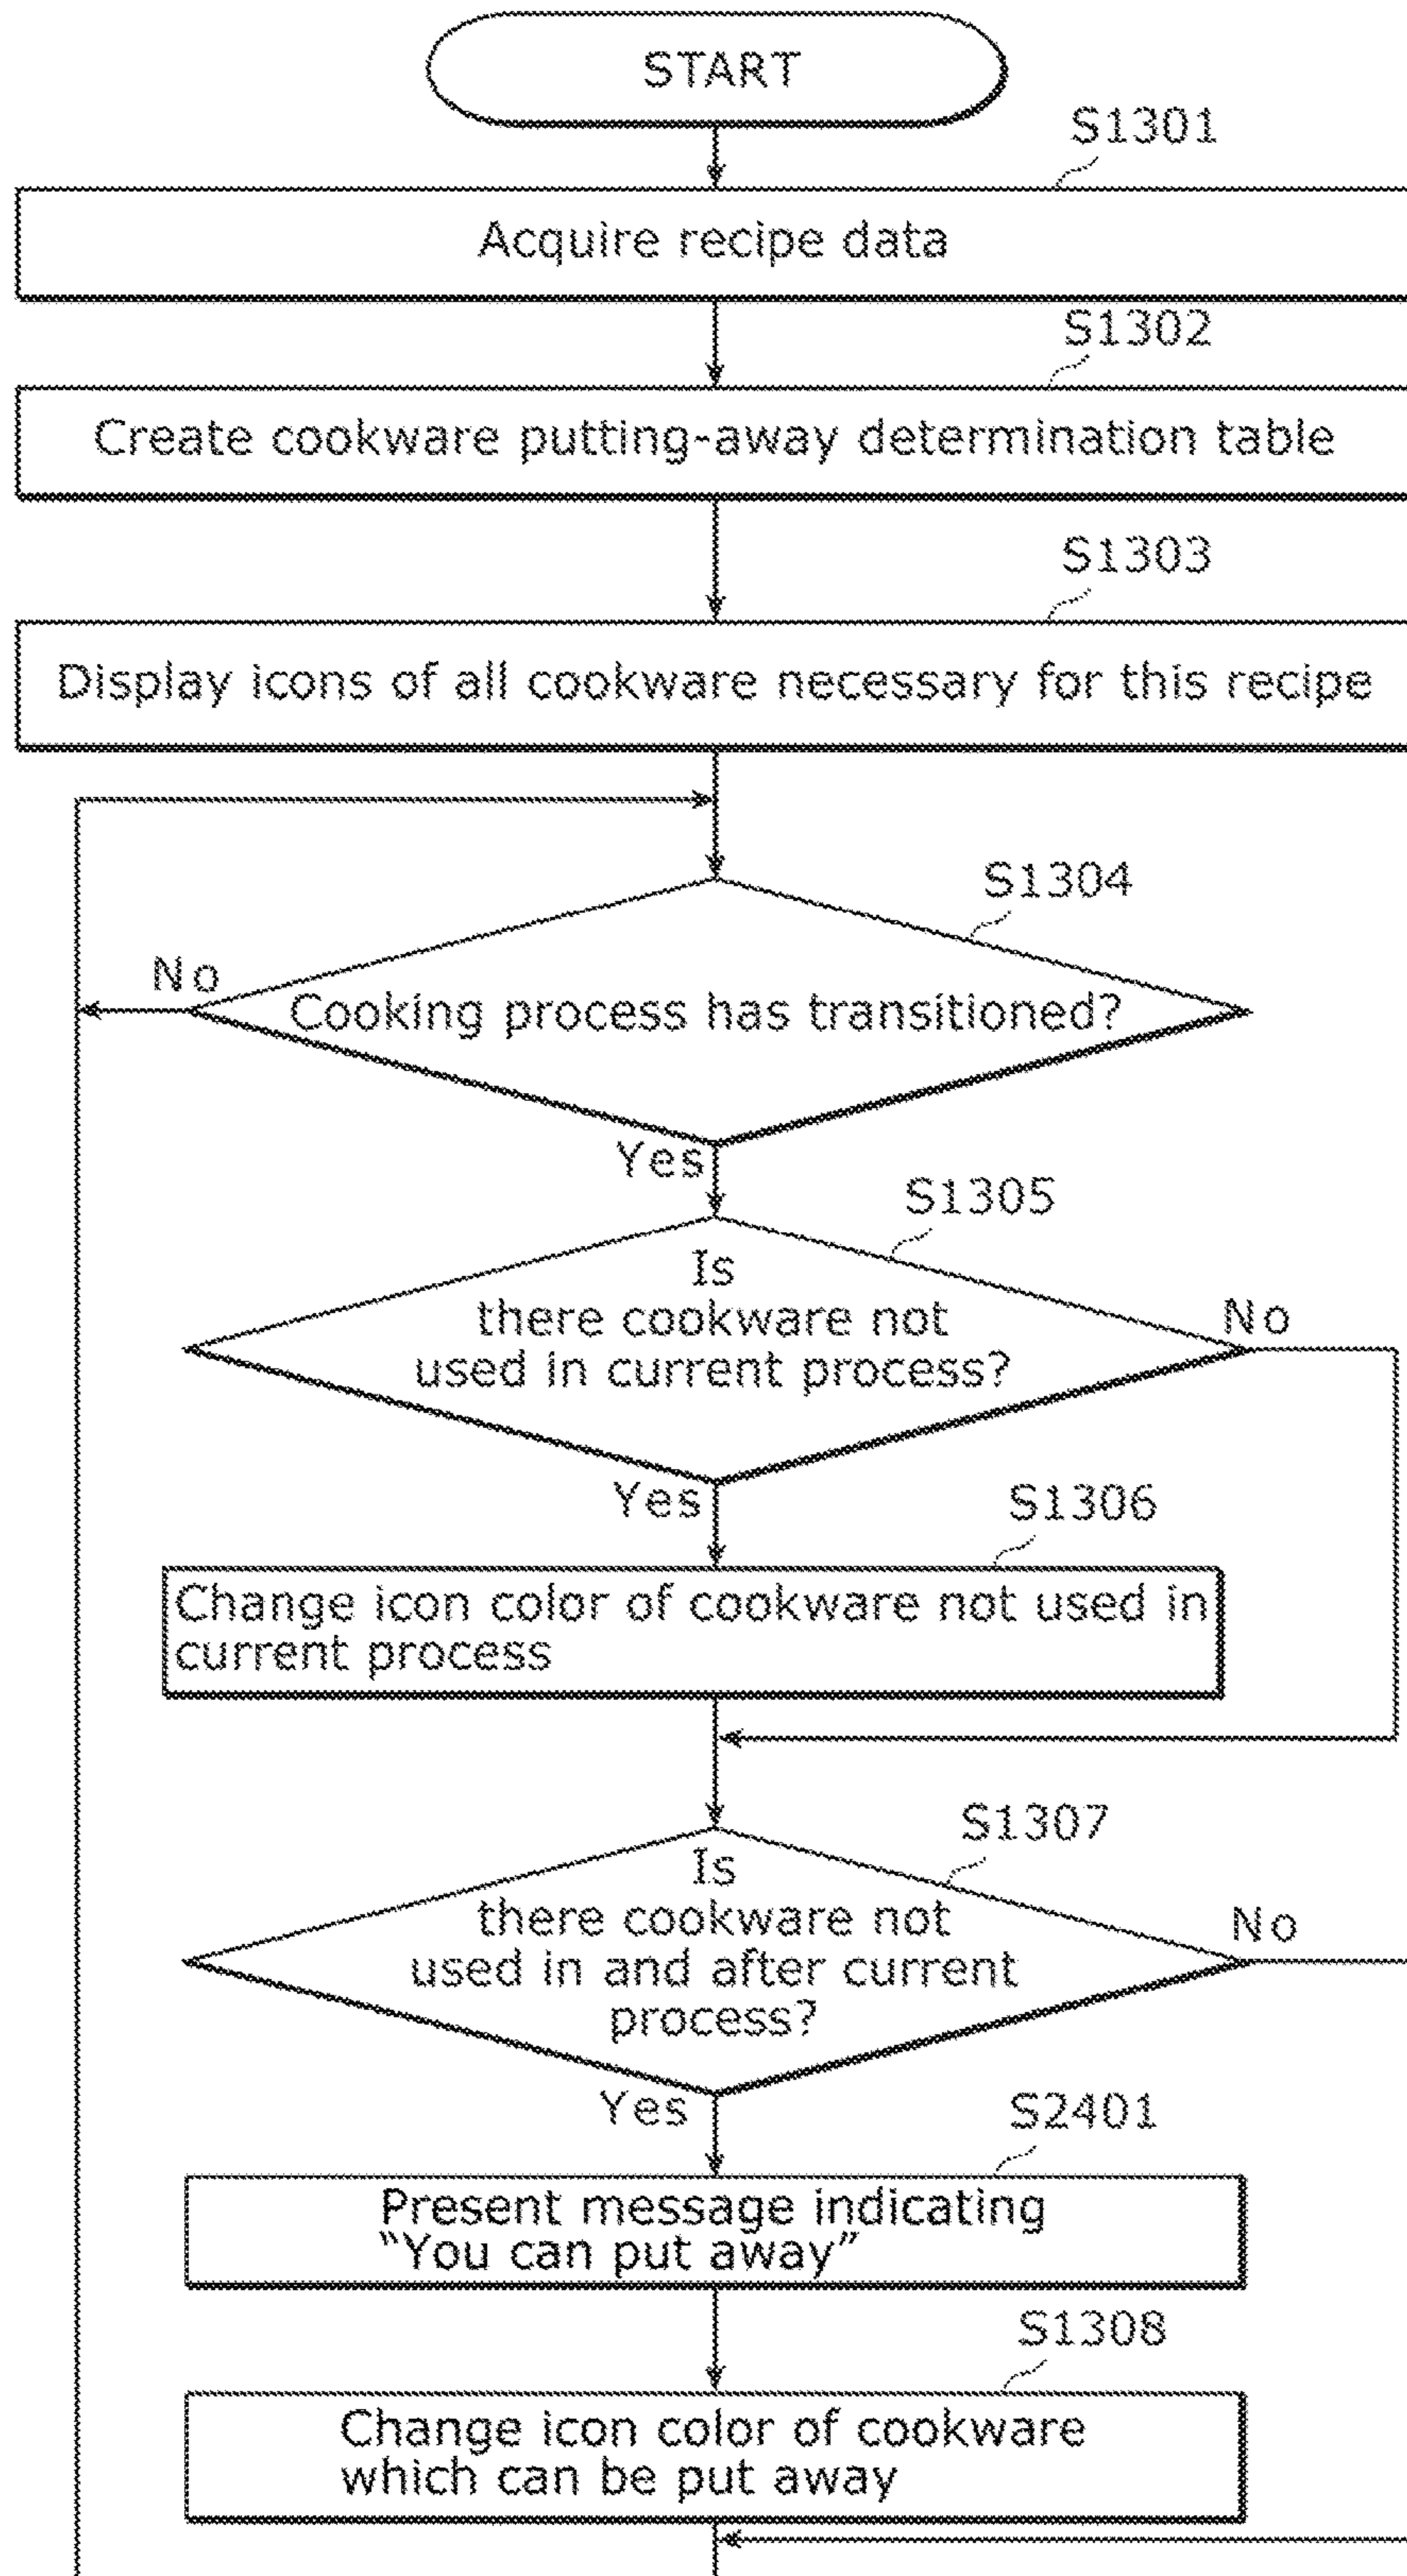 START
S1301
Acquire recipe data
S1302
Create cookware putting-away determination table
S1303
Display icons of all cookware necessary for this recipe
S1304
No
Cooking process has transitioned?
Yes
S1305
Is
there cookware not
used in current process?
No
Yes
S1306
Change icon color of cookware not used in
current process
S1307
Is
there cookware not
used in and after current
process?
No
Yes
S2401
Present message indicating
“You can put away”
S1308
Change icon color of cookware
which can be put away